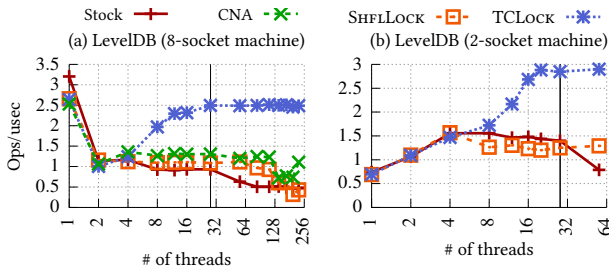 Stock CNA SHFLLOCK TCLOCK
(a) LevelDB (8-socket machine) (b) LevelDB (2-socket machine)
Ops/usec
3.5
3
2.5
2
1.5
1
0.5
0
1 2 4 8 16 32 64 128 256
# of threads
3
2.5
2
1.5
1
0.5
0
1 2 4 8 16 32 64
# of threads